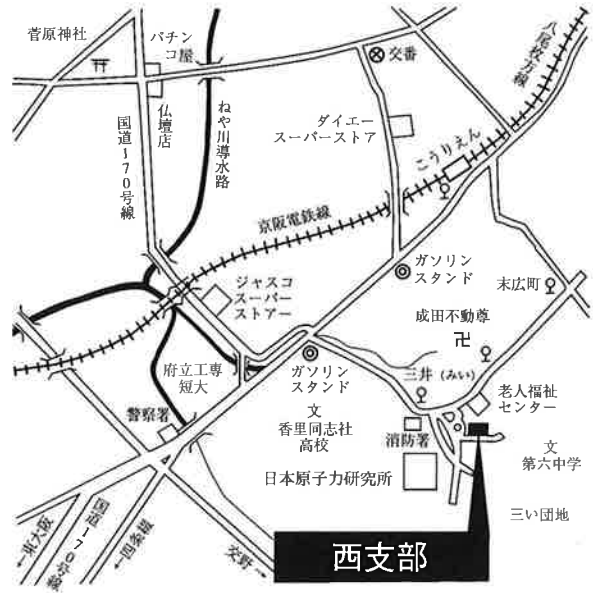 菅原神社
パチンコ屋
仏壇店
国道170号線
ねや川導水路
交番
ダイエー
スーパーストア
こうりえん
八尾枚方線
京阪電鉄線
ガソリン
スタンド
末広町
成田不動尊
ジャスコ
スーパー
ストアー
府立工専
短大
ガソリン
スタンド
三井(みい)
老人福祉
センター
警察署
文
香里同志社
高校
消防署
文
第六中学
日本原子力研究所
三い団地
←東大阪
国道170号線
←四条畷
交野→
西支部